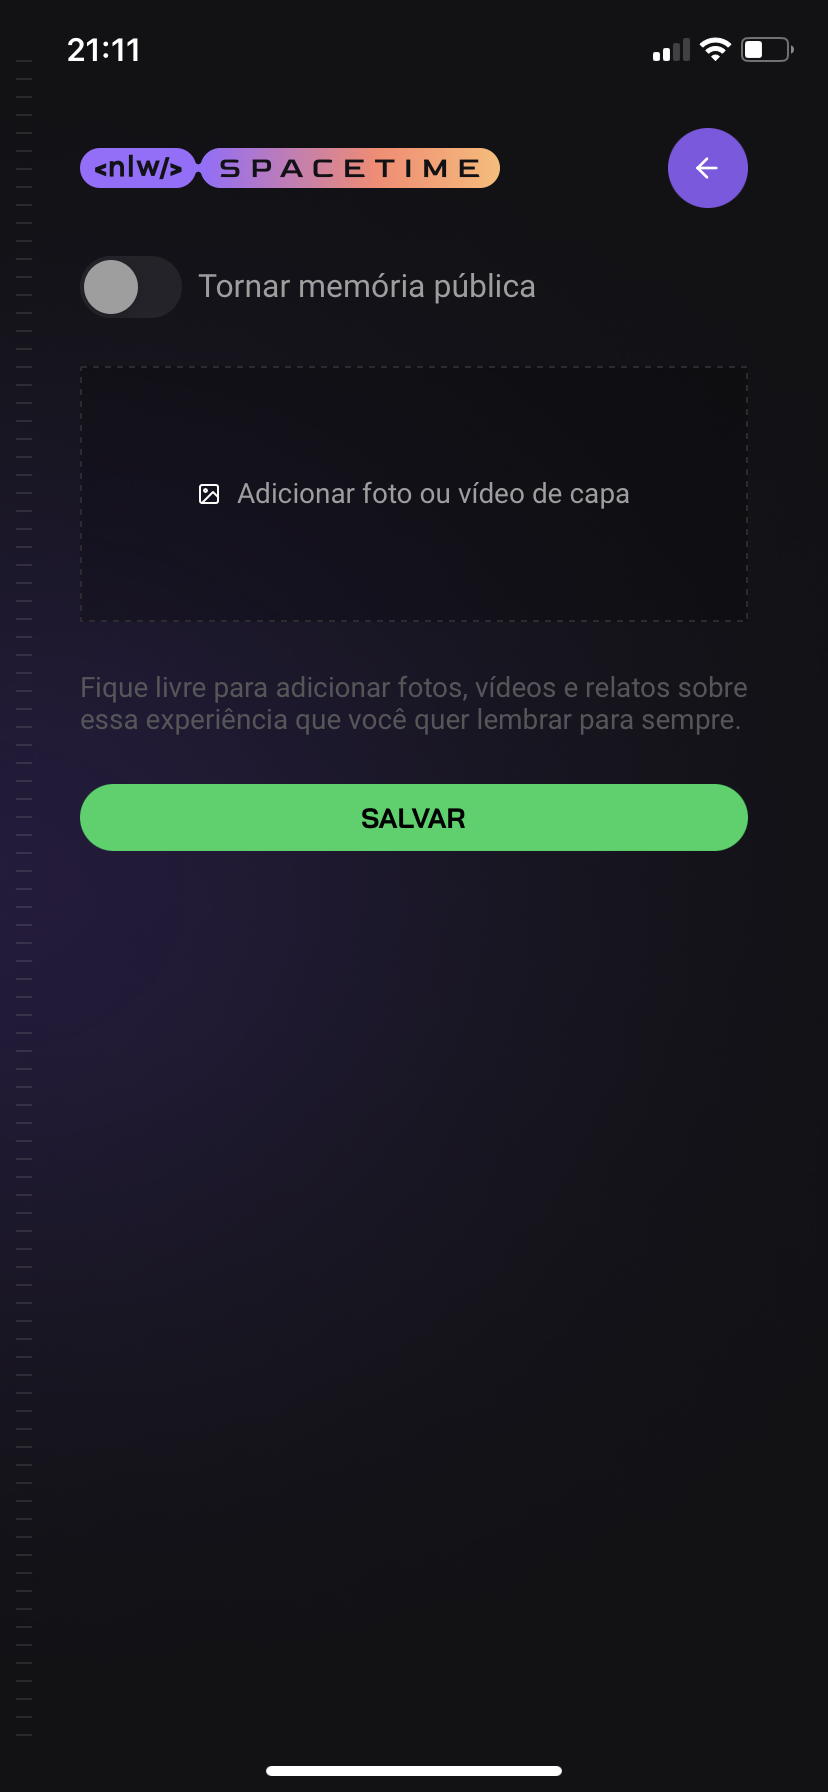 21:11
<nlw/> SPACETIME
Tornar memória pública
Adicionar foto ou vídeo de capa
Fique livre para adicionar fotos, vídeos e relatos sobre
essa experiência que você quer lembrar para sempre.
SALVAR